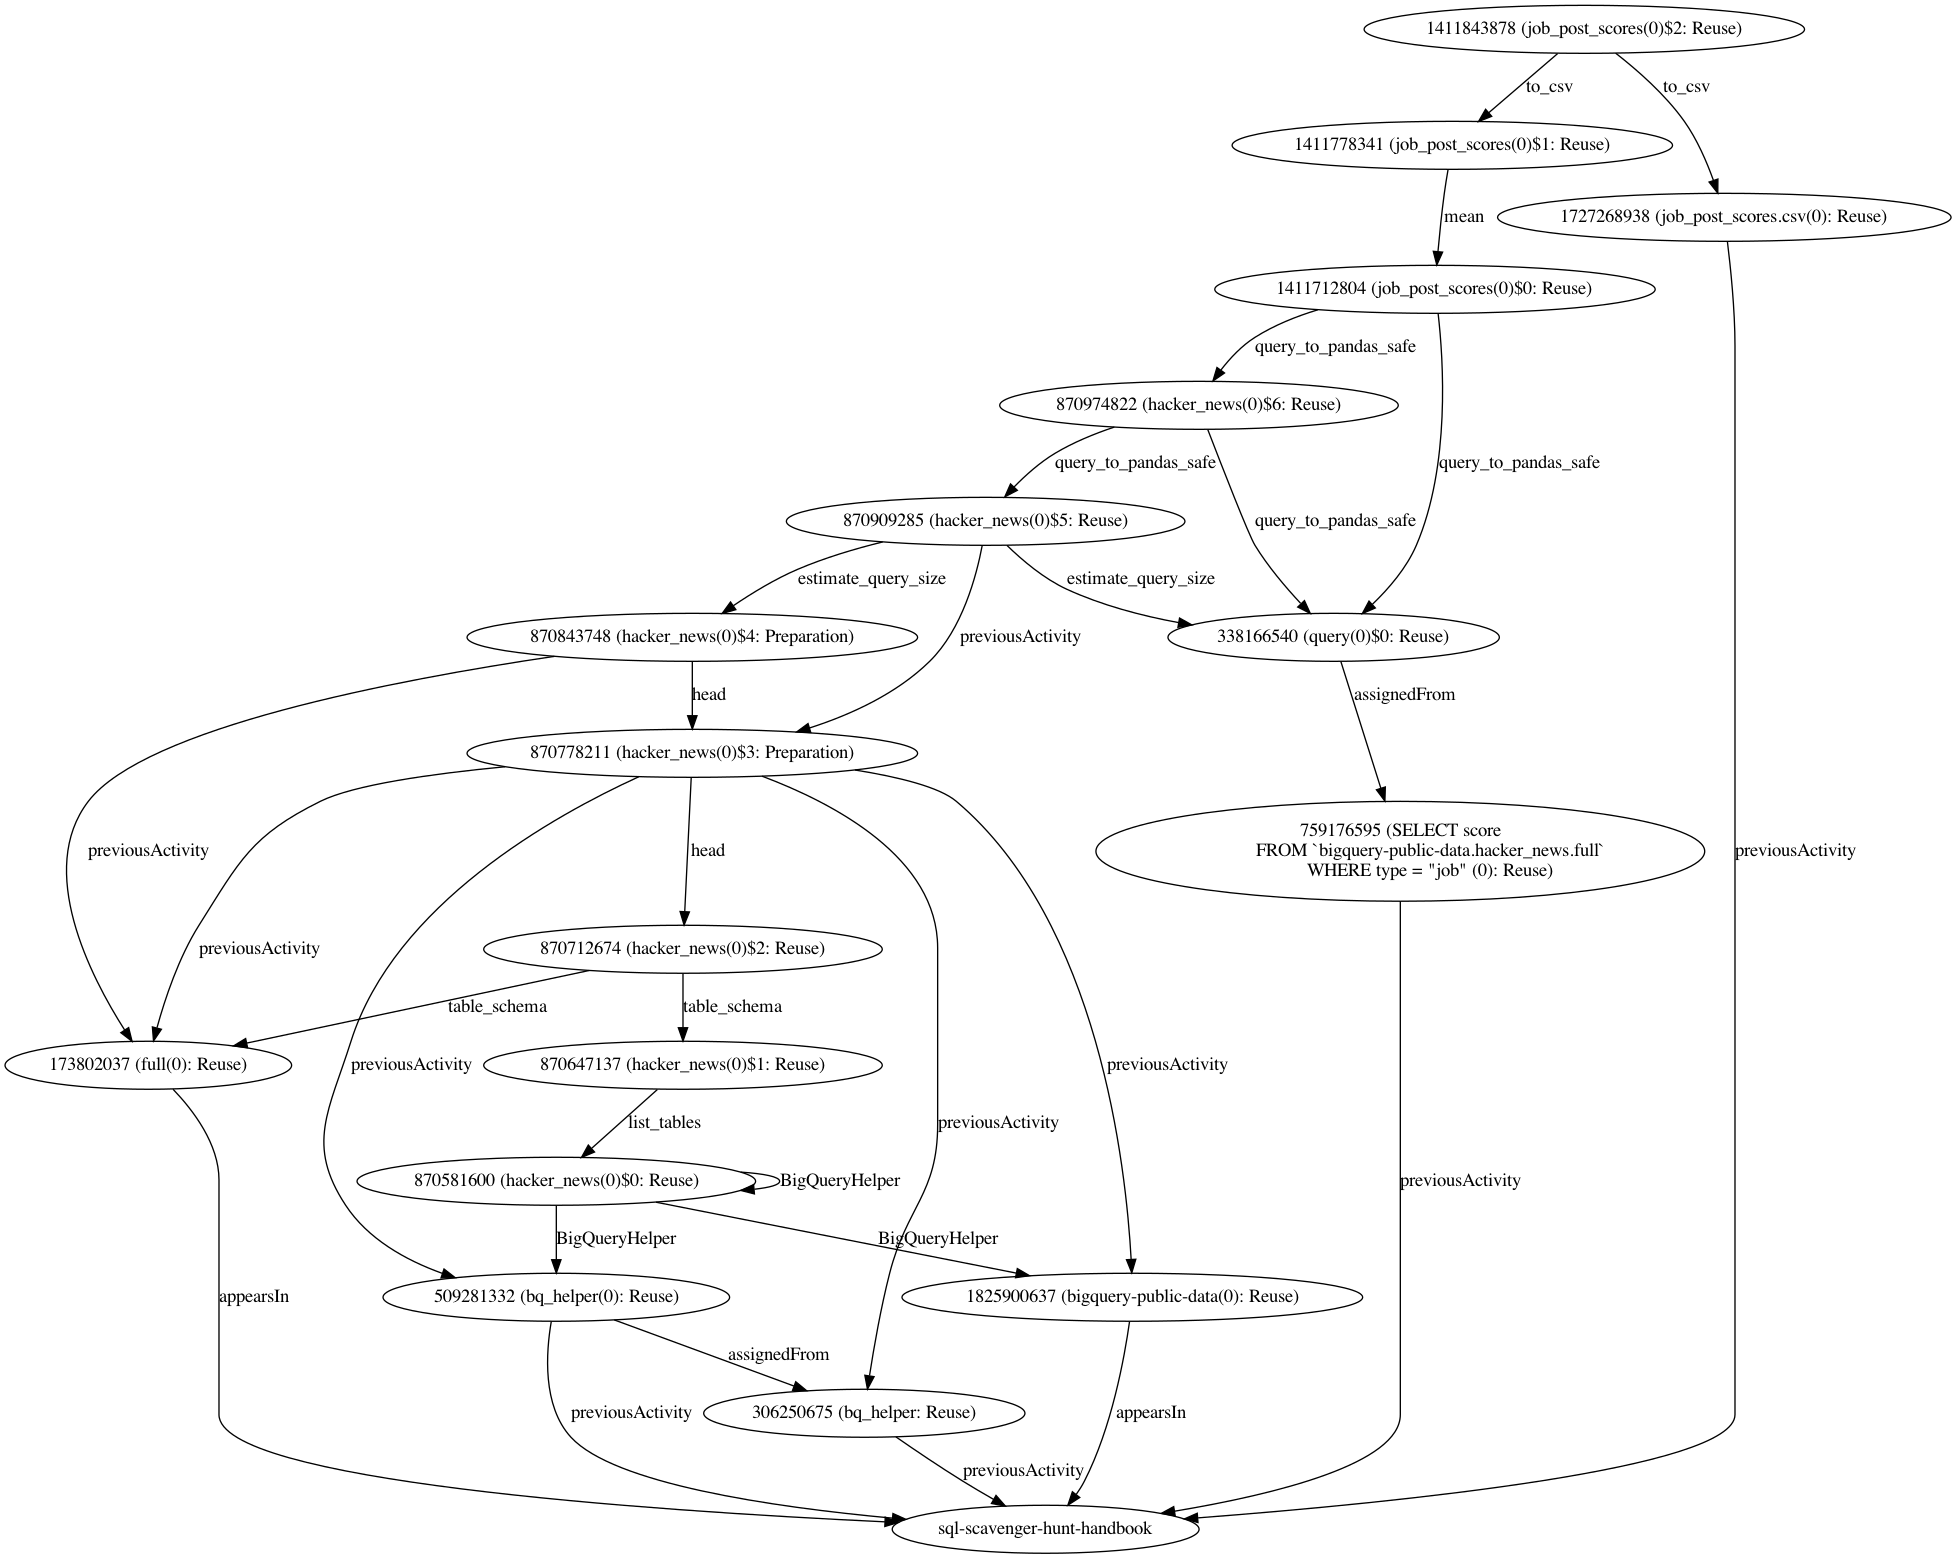 1411843878 (job_post_scores(0)$2: Reuse)
to_csv
to_csv
1411778341 (job_post_scores(0)$1: Reuse)
mean
1727268938 (job_post_scores.csv(0): Reuse)
1411712804 (job_post_scores(0)$0: Reuse)
query_to_pandas_safe
870974822 (hacker_news(0)$6: Reuse)
query_to_pandas_safe
query_to_pandas_safe
870909285 (hacker_news(0)$5: Reuse)
query_to_pandas_safe
estimate_query_size
estimate_query_size
870843748 (hacker_news(0)$4: Preparation)
previousActivity
338166540 (query(0)$0: Reuse)
head
assignedFrom
870778211 (hacker_news(0)$3: Preparation)
759176595 (SELECT score
FROM `bigquery-public-data.hacker_news.full`
WHERE type = "job" (0): Reuse)
previousActivity
head
previousActivity
previousActivity
870712674 (hacker_news(0)$2: Reuse)
table_schema
table_schema
173802037 (full(0): Reuse)
previousActivity
870647137 (hacker_news(0)$1: Reuse)
previousActivity
list_tables
previousActivity
870581600 (hacker_news(0)$0: Reuse)
BigQueryHelper
previousActivity
BigQueryHelper
BigQueryHelper
appearsIn
509281332 (bq_helper(0): Reuse)
1825900637 (bigquery-public-data(0): Reuse)
assignedFrom
previousActivity
306250675 (bq_helper: Reuse)
appearsIn
previousActivity
sql-scavenger-hunt-handbook